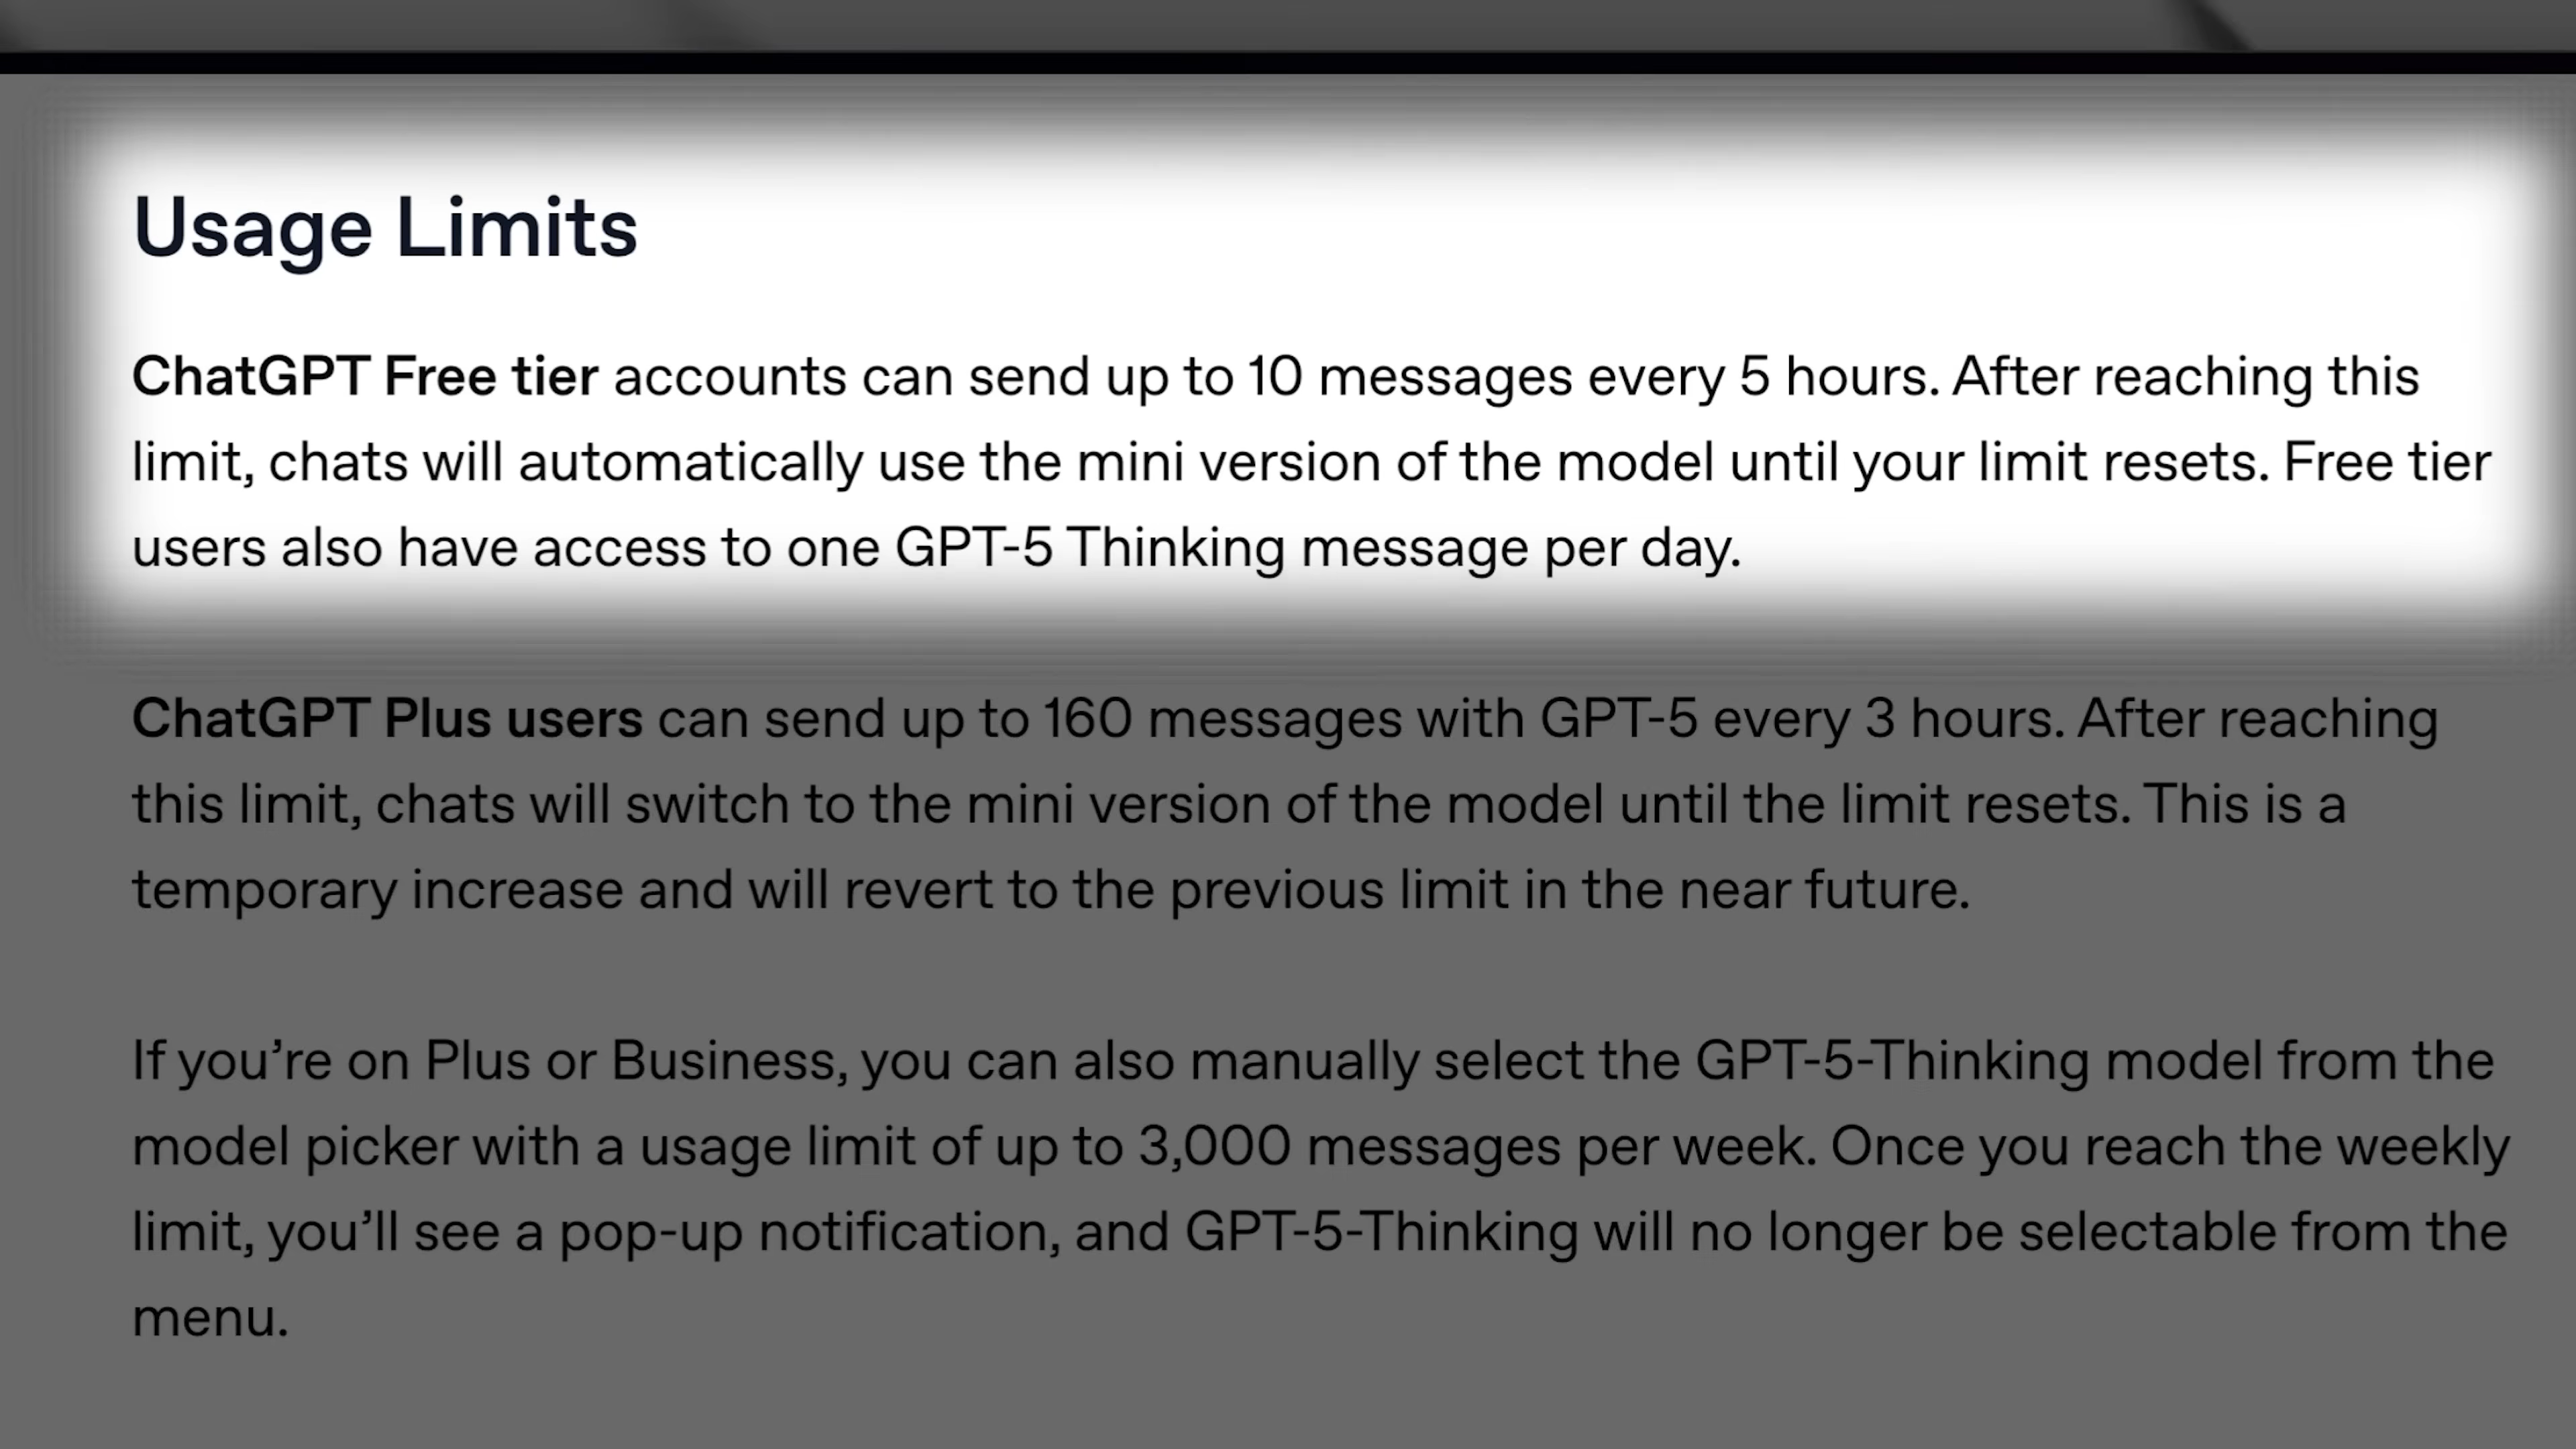 Usage Limits
ChatGPT Free tier accounts can send up to 10 messages every 5 hours. After reaching this
limit, chats will automatically use the mini version of the model until your limit resets. Free tier
users also have access to one GPT-5 Thinking message per day.
ChatGPT Plus users can send up to 160 messages with GPT-5 every 3 hours. After reaching
this limit, chats will switch to the mini version of the model until the limit resets. This is a
temporary increase and will revert to the previous limit in the near future.
If you’re on Plus or Business, you can also manually select the GPT-5-Thinking model from the
model picker with a usage limit of up to 3,000 messages per week. Once you reach the weekly
limit, you’ll see a pop-up notification, and GPT-5-Thinking will no longer be selectable from the
menu.